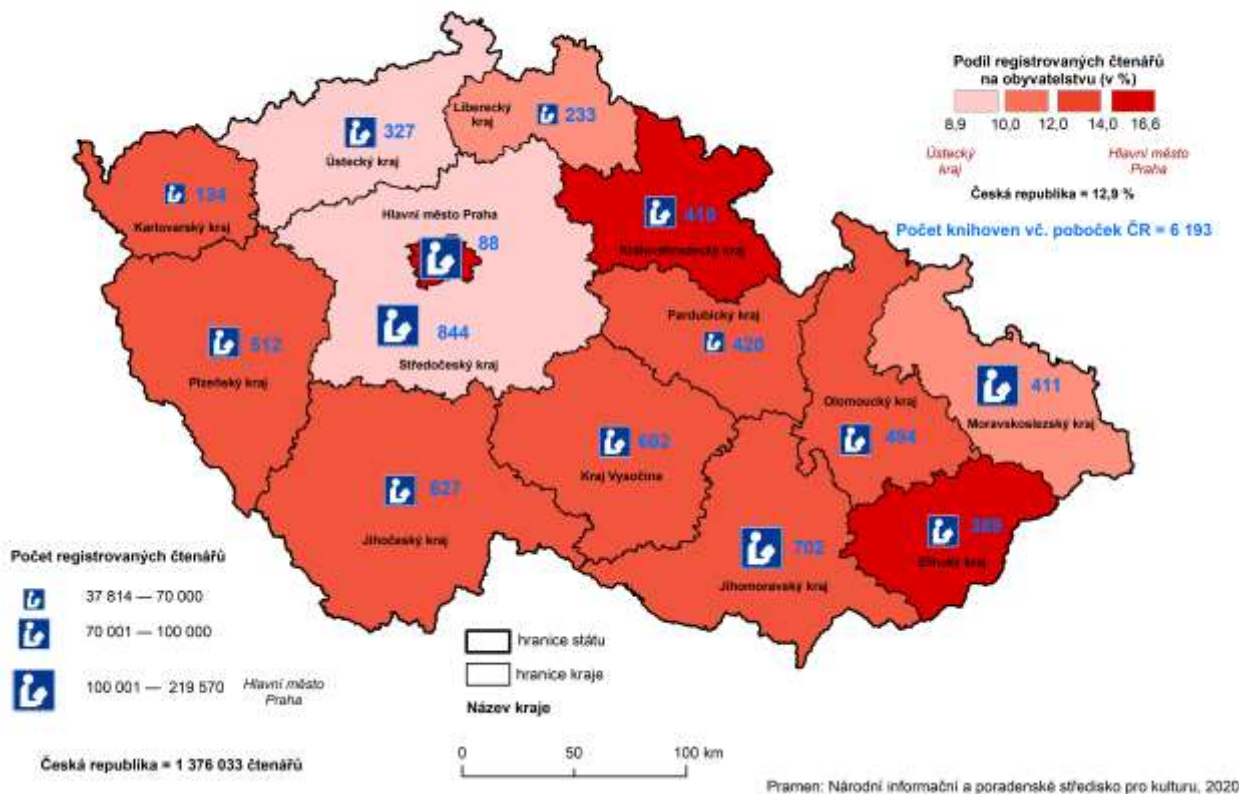 Podíl registrovaných čtenářů
na obyvatelstvu (v %)
8,9 10,0 12,0 14,0 16,6
Ústecký
kraj
Hlavní město
Praha
Česká republika = 12,9 %
Počet knihoven vč. poboček ČR = 6 193
Liberecký
kraj
233
327
Ústecký kraj
134
Karlovarský kraj
Hlavní město Praha
88
410
Královéhradecký kraj
844
Středočeský kraj
Pardubický kraj
420
512
Plzeňský kraj
411
Moravskoslezský kraj
Olomoucký kraj
494
602
Kraj Vysočina
627
Jihočeský kraj
702
Jihomoravský kraj
389
Zlínský kraj
Počet registrovaných čtenářů
37 814 — 70 000
70 001 — 100 000
100 001 — 219 570
Hlavní město
Praha
Česká republika = 1 376 033 čtenářů
hranice státu
hranice kraje
Název kraje
0 50 100 km
Pramen: Národní informační a poradenské středisko pro kulturu, 2020